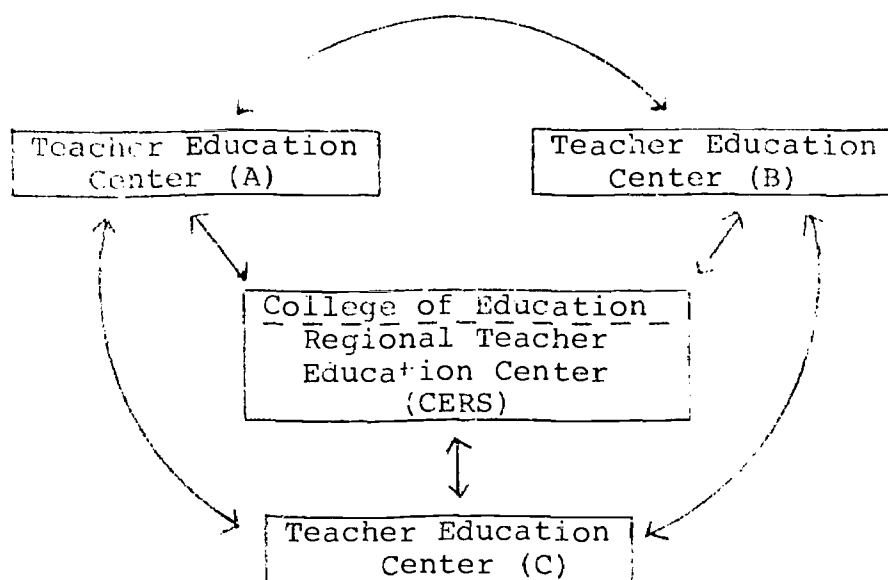 Teacher Education
Center (A)
Teacher Education
Center (B)
College of Education
Regional Teacher
Education Center
(CERS)
Teacher Education
Center (C)